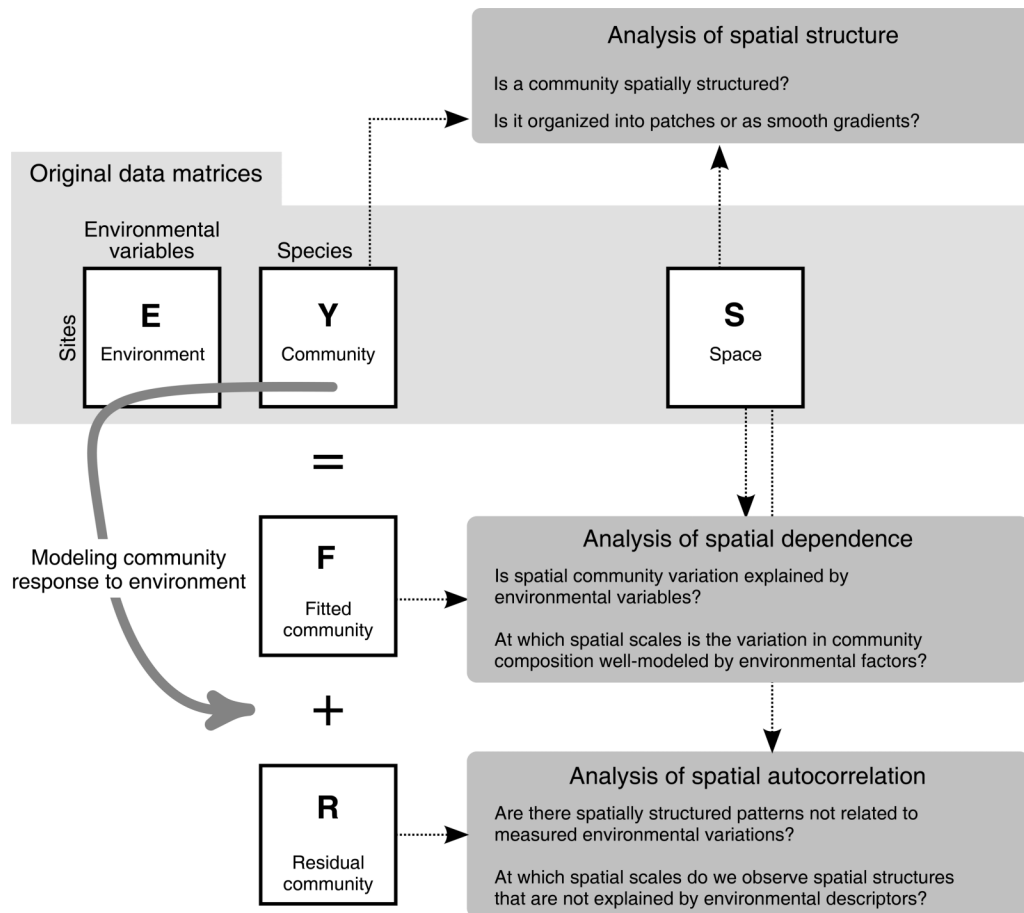 Analysis of spatial structure
Is a community spatially structured?
Is it organized into patches or as smooth gradients?
Original data matrices
Environmental
variables
Species
Sites
E
Environment
Y
Community
S
Space
=
Modeling community
response to environment
F
Fitted
community
Analysis of spatial dependence
Is spatial community variation explained by
environmental variables?
At which spatial scales is the variation in community
composition well-modeled by environmental factors?
+
R
Residual
community
Analysis of spatial autocorrelation
Are there spatially structured patterns not related to
measured environmental variations?
At which spatial scales do we observe spatial structures
that are not explained by environmental descriptors?